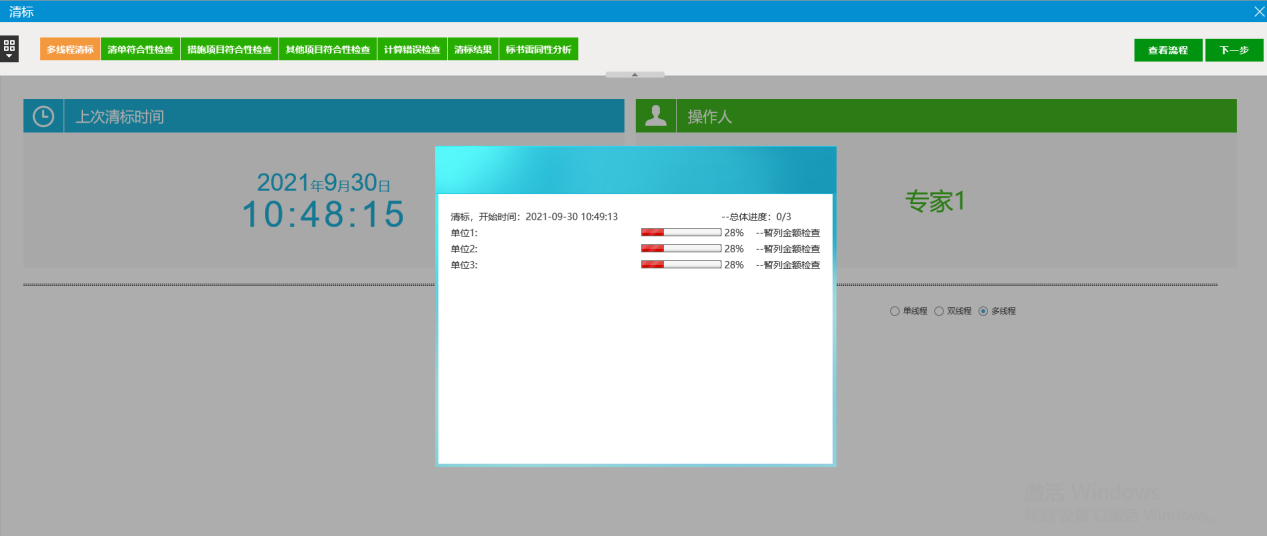 清标
多线程清标 清单符合性检查 措施项目符合性检查 其他项目符合性检查 计算错误检查 清标结果 标书雷同性分析
查看流程 下一步
上次清标时间
操作人
2021年9月30日
10:48:15
专家1
清标，开始时间：2021-09-30 10:49:13 --总体进度：0/3
单位1: 28% --暂列金额检查
单位2: 28% --暂列金额检查
单位3: 28% --暂列金额检查
单线程 双线程 多线程
激活 Windows